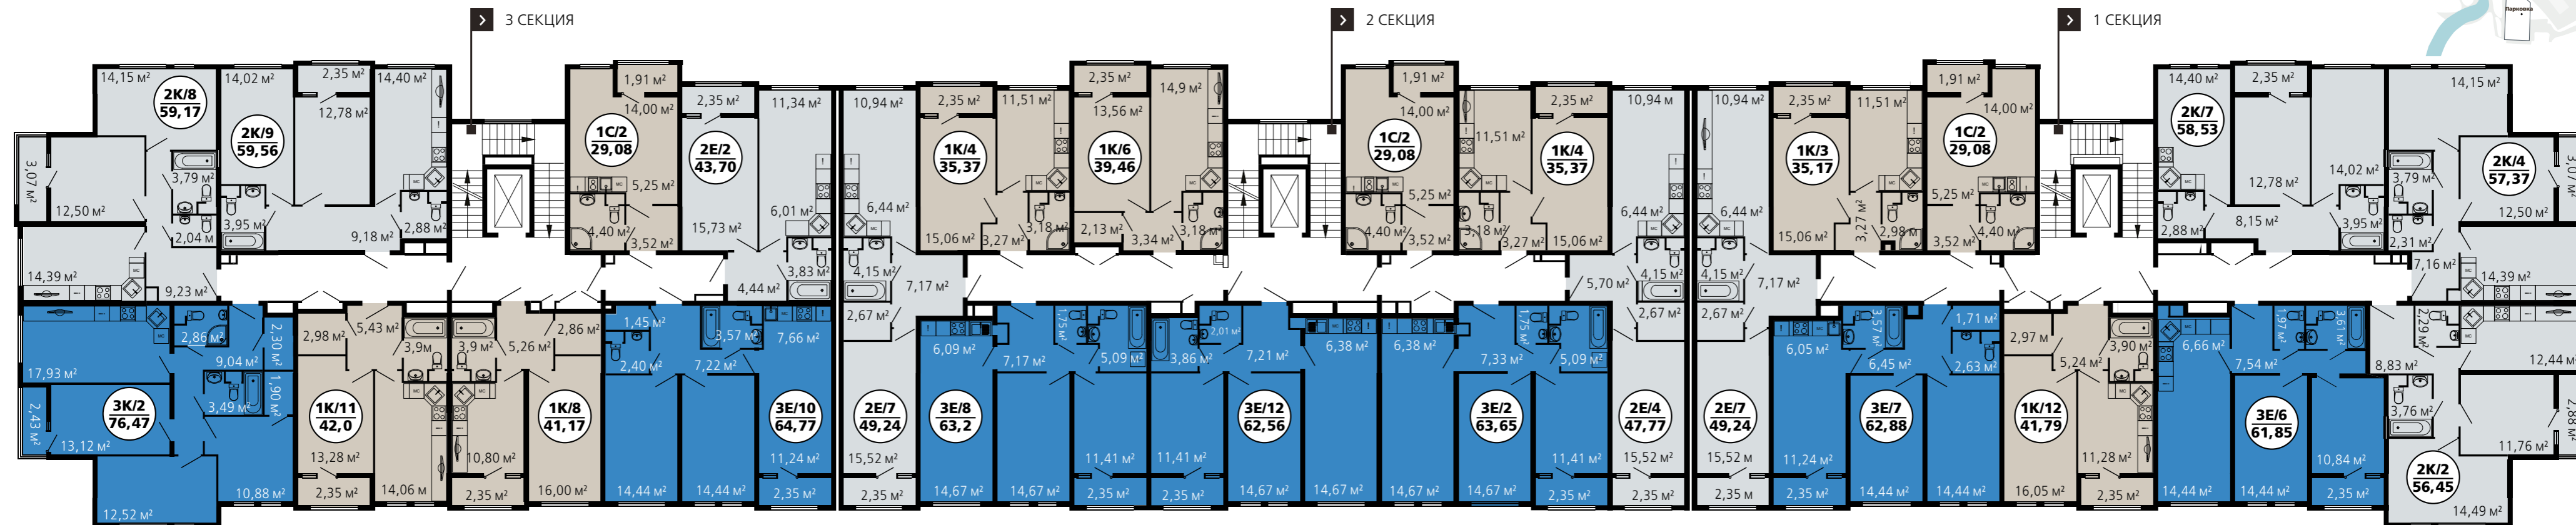 3 СЕКЦИЯ
2 СЕКЦИЯ
1 СЕКЦИЯ
Парковка
14,15 м²
2К/8
59,17
3,07 м²
12,50 м²
3,79 м²
2,04 м
14,39 м²
9,23 м²
14,02 м²
2К/9
59,56
2,35 м²
12,78 м²
14,40 м²
3,95 м²
9,18 м²
2,88 м²
1,91 м²
14,00 м²
1С/2
29,08
5,25 м²
4,40 м²
3,52 м²
2,35 м²
11,34 м²
2Е/2
43,70
15,73 м²
6,01 м²
3,83 м²
4,44 м²
10,94 м²
6,44 м²
4,15 м²
7,17 м²
2,67 м²
2Е/7
49,24
15,52 м²
2,35 м²
2,35 м²
11,51 м²
1К/4
35,37
15,06 м²
3,27 м²
3,18 м²
2,35 м²
13,56 м²
14,9 м²
1К/6
39,46
2,13 м²
3,34 м²
3,18 м²
1,91 м²
14,00 м²
1С/2
29,08
5,25 м²
4,40 м²
3,52 м²
11,51 м²
2,35 м²
1К/4
35,37
3,18 м²
3,27 м²
15,06 м²
10,94 м
6,44 м²
4,15 м²
5,70 м²
2,67 м²
2Е/4
47,77
15,52 м²
2,35 м²
10,94 м²
6,44 м²
4,15 м²
7,17 м²
2,67 м²
2Е/7
49,24
15,52 м
2,35 м
2,35 м²
11,51 м²
1К/3
35,17
15,06 м²
3,27 м²
2,98 м²
1,91 м²
14,00 м²
1С/2
29,08
5,25 м²
4,40 м²
3,52 м²
14,40 м²
2,35 м²
2К/7
58,53
12,78 м²
14,02 м²
2,88 м²
8,15 м²
3,95 м²
14,15 м²
2К/4
57,37
3,07 м²
3,79 м²
12,50 м²
2,31 м²
7,16 м²
14,39 м²
17,93 м²
2,86 м²
2,30 м²
9,04 м²
3К/2
76,47
2,43 м²
13,12 м²
3,49 м²
1,90 м²
12,52 м²
10,88 м²
2,98 м²
5,43 м²
3,9м
1К/11
42,0
13,28 м²
2,35 м²
14,06 м
3,9 м²
5,26 м²
2,86 м²
1К/8
41,17
10,80 м²
2,35 м²
16,00 м²
1,45 м²
2,40 м²
3,57 м²
7,22 м²
7,66 м²
3Е/10
64,77
14,44 м²
14,44 м²
11,24 м²
2,35 м²
6,09 м²
7,17 м²
1,75 м²
5,09 м²
3Е/8
63,2
14,67 м²
14,67 м²
11,41 м²
2,35 м²
3,86 м²
2,01 м²
7,21 м²
6,38 м²
3Е/12
62,56
11,41 м²
2,35 м²
14,67 м²
14,67 м²
6,38 м²
7,33 м²
1,75 м²
5,09 м²
3Е/2
63,65
14,67 м²
14,67 м²
11,41 м²
2,35 м²
6,05 м²
3,57 м²
6,45 м²
1,71 м²
2,63 м²
3Е/7
62,88
11,24 м²
2,35 м²
14,44 м²
14,44 м²
2,97 м²
5,24 м²
3,90 м²
1К/12
41,79
16,05 м²
11,28 м²
2,35 м²
6,66 м²
7,54 м²
1,97 м²
3,61 м²
3Е/6
61,85
14,44 м²
14,44 м²
10,84 м²
2,35 м²
2,29 м²
8,83 м²
12,44 м²
3,76 м²
2К/2
56,45
11,76 м²
2,88 м²
14,49 м²